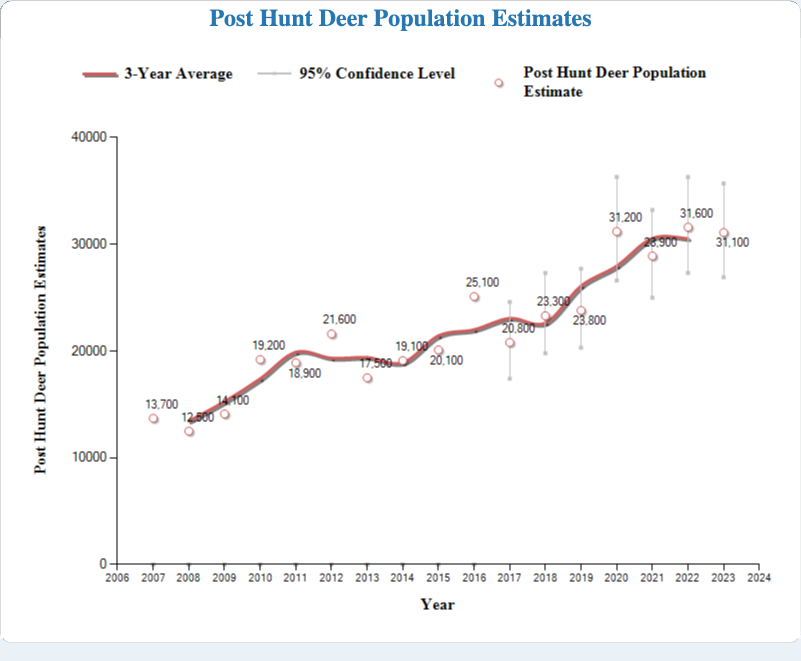 Post Hunt Deer Population Estimates
3-Year Average
95% Confidence Level
Post Hunt Deer Population
Estimate
40000
30000
20000
10000
0
Post Hunt Deer Population Estimates
13,700
12,500
14,100
19,200
18,900
21,600
17,500
19,100
20,100
25,100
20,800
23,300
23,800
31,200
28,900
31,600
31,100
2006 2007 2008 2009 2010 2011 2012 2013 2014 2015 2016 2017 2018 2019 2020 2021 2022 2023 2024
Year